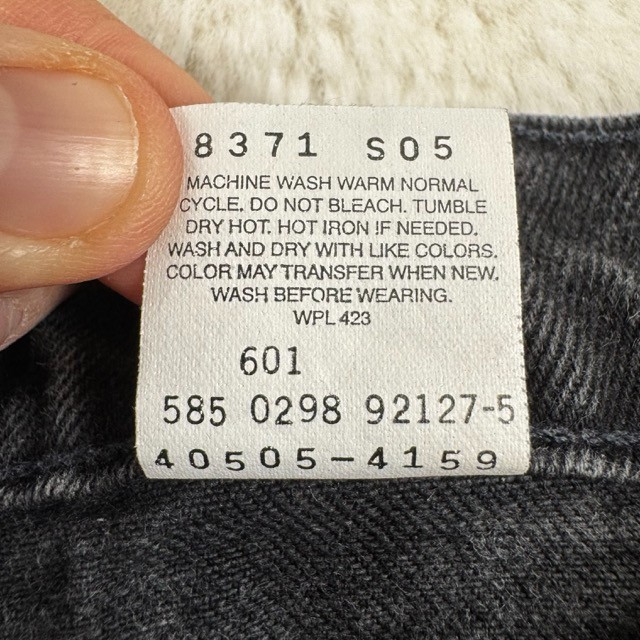 8371 S05
MACHINE WASH WARM NORMAL
CYCLE. DO NOT BLEACH. TUMBLE
DRY HOT. HOT IRON IF NEEDED.
WASH AND DRY WITH LIKE COLORS.
COLOR MAY TRANSFER WHEN NEW.
WASH BEFORE WEARING.
WPL 423
601
585 0298 92127-5
40505-4159